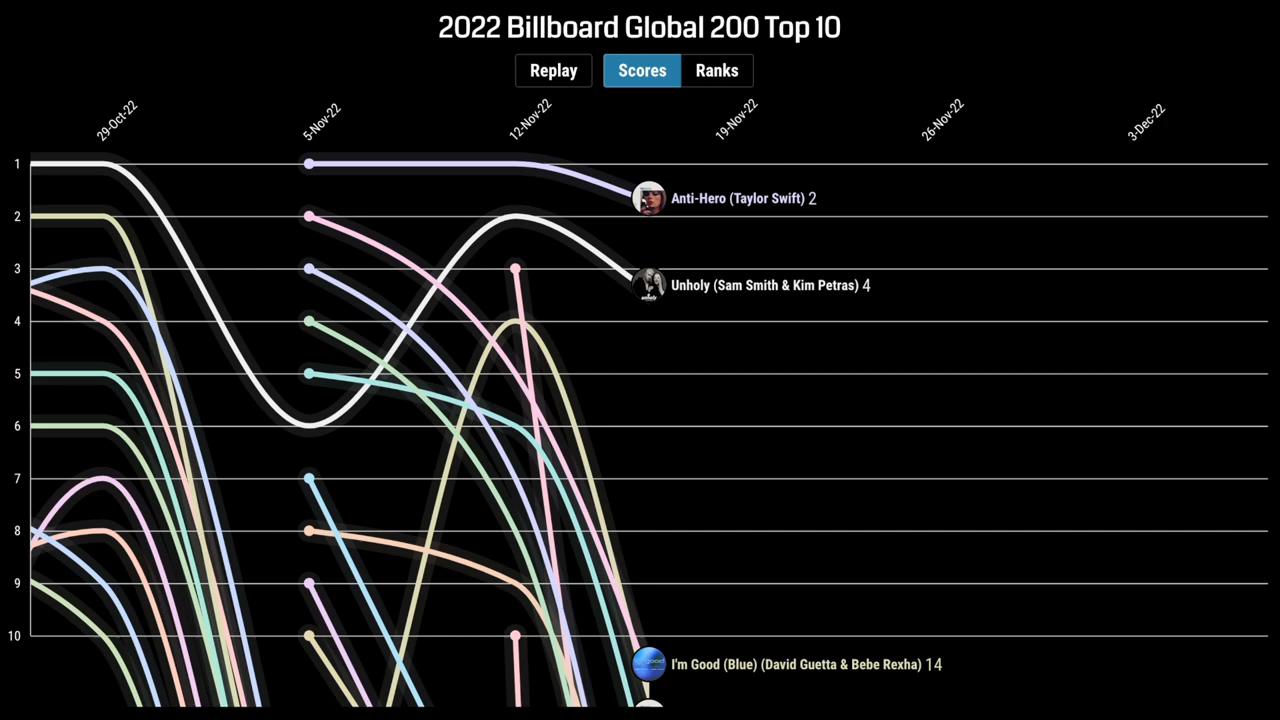 2022 Billboard Global 200 Top 10
Replay Scores Ranks
29-Oct-22 5-Nov-22 12-Nov-22 19-Nov-22 26-Nov-22 3-Dec-22
1
Anti-Hero (Taylor Swift) 2
2
3
Unholy (Sam Smith & Kim Petras) 4
4
5
6
7
8
9
10
I'm Good (Blue) (David Guetta & Bebe Rexha) 14